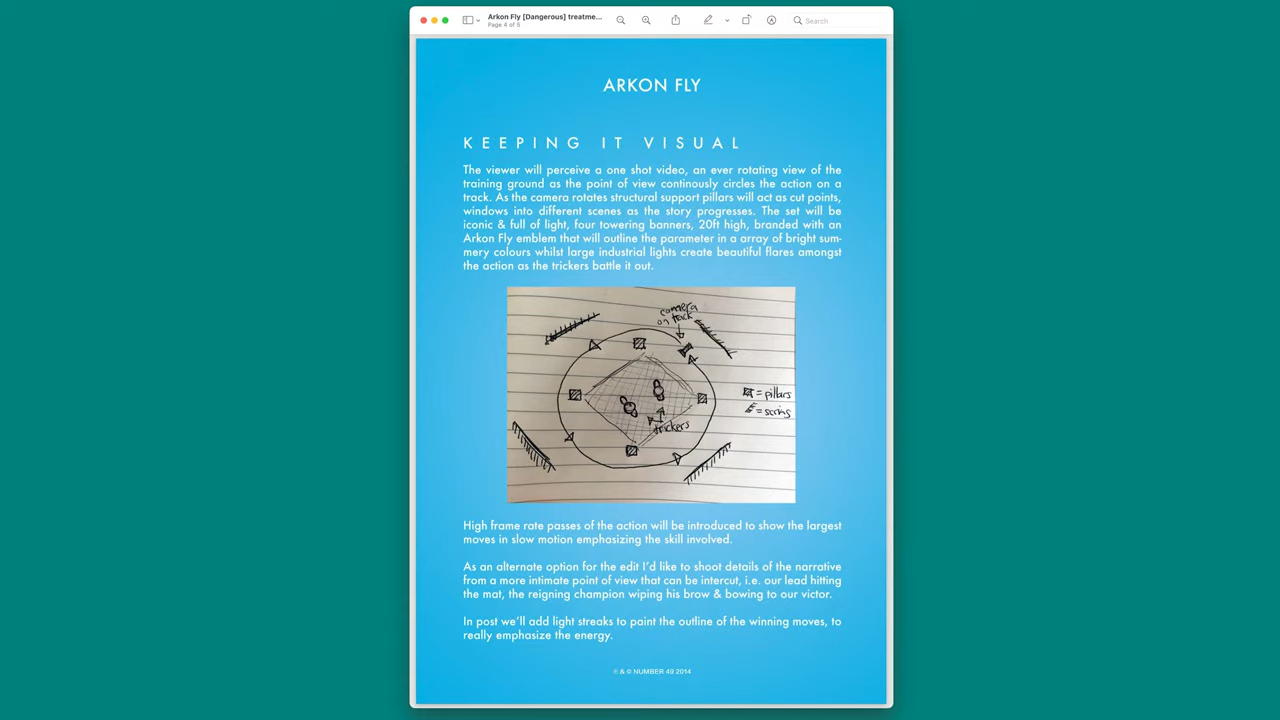 Arkon Fly [Dangerous] treatme...
Page 4 of 5
Search
ARKON FLY
KEEPING IT VISUAL
The viewer will perceive a one shot video, an ever rotating view of the
training ground as the point of view continously circles the action on a
track. As the camera rotates structural support pillars will act as cut points,
windows into different scenes as the story progresses. The set will be
iconic & full of light, four towering banners, 20ft high, branded with an
Arkon Fly emblem that will outline the parameter in a array of bright sum-
mery colours whilst large industrial lights create beautiful flares amongst
the action as the trickers battle it out.
camera
on track
= pillars
trickers
High frame rate passes of the action will be introduced to show the largest
moves in slow motion emphasizing the skill involved.
As an alternate option for the edit I'd like to shoot details of the narrative
from a more intimate point of view that can be intercut, i.e. our lead hitting
the mat, the reigning champion wiping his brow & bowing to our victor.
In post we'll add light streaks to paint the outline of the winning moves, to
really emphasize the energy.
℗ & © NUMBER 49 2014